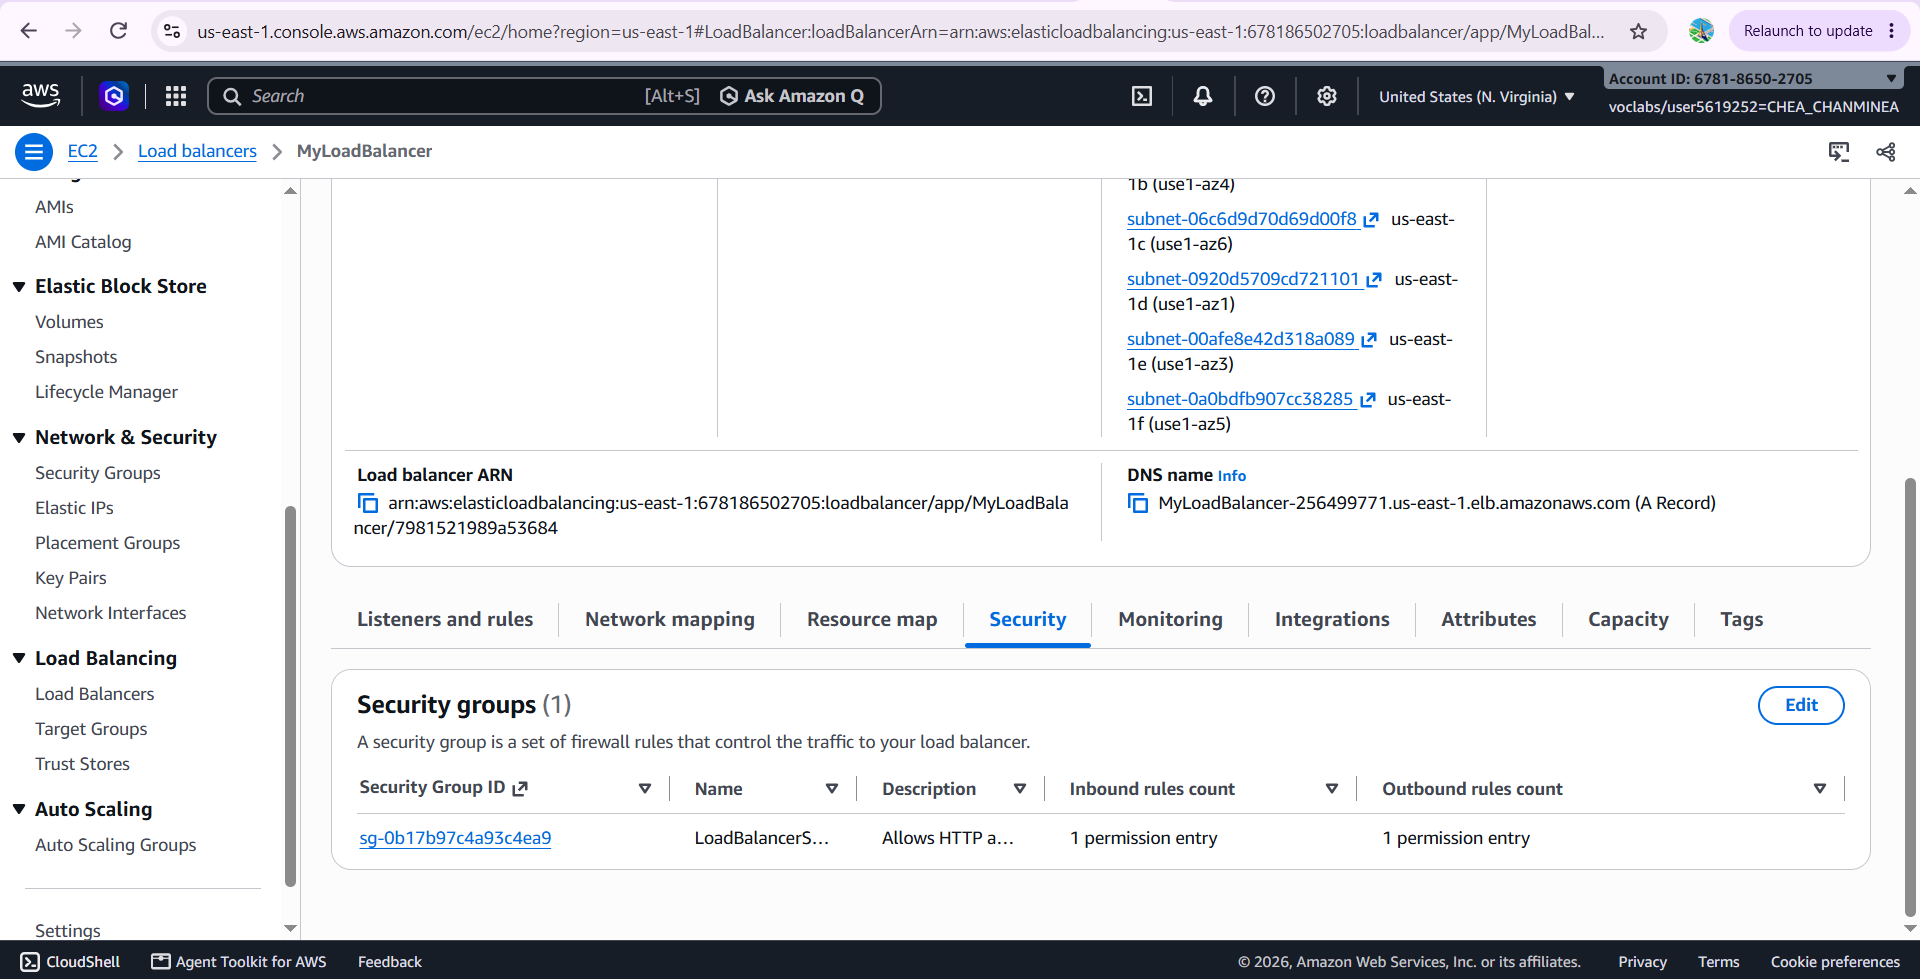 us-east-1.console.aws.amazon.com/ec2/home?region=us-east-1#LoadBalancer:loadBalancerArn=arn:aws:elasticloadbalancing:us-east-1:678186502705:loadbalancer/app/MyLoadBal...
Relaunch to update
aws
Search
[Alt+S]
Ask Amazon Q
United States (N. Virginia)
Account ID: 6781-8650-2705
voclabs/user5619252=CHEA_CHANMINEA
EC2
Load balancers
MyLoadBalancer
AMIs
AMI Catalog
Elastic Block Store
Volumes
Snapshots
Lifecycle Manager
Network & Security
Security Groups
Elastic IPs
Placement Groups
Key Pairs
Network Interfaces
Load Balancing
Load Balancers
Target Groups
Trust Stores
Auto Scaling
Auto Scaling Groups
Settings
1b (use1-az4)
subnet-06c6d9d70d69d00f8 us-east-
1c (use1-az6)
subnet-0920d5709cd721101 us-east-
1d (use1-az1)
subnet-00afe8e42d318a089 us-east-
1e (use1-az3)
subnet-0a0bdfb907cc38285 us-east-
1f (use1-az5)
Load balancer ARN
arn:aws:elasticloadbalancing:us-east-1:678186502705:loadbalancer/app/MyLoadBala
ncer/7981521989a53684
DNS name Info
MyLoadBalancer-256499771.us-east-1.elb.amazonaws.com (A Record)
Listeners and rules
Network mapping
Resource map
Security
Monitoring
Integrations
Attributes
Capacity
Tags
Security groups (1)
Edit
A security group is a set of firewall rules that control the traffic to your load balancer.
Security Group ID
Name
Description
Inbound rules count
Outbound rules count
sg-0b17b97c4a93c4ea9
LoadBalancerS...
Allows HTTP a...
1 permission entry
1 permission entry
CloudShell
Agent Toolkit for AWS
Feedback
© 2026, Amazon Web Services, Inc. or its affiliates.
Privacy
Terms
Cookie preferences